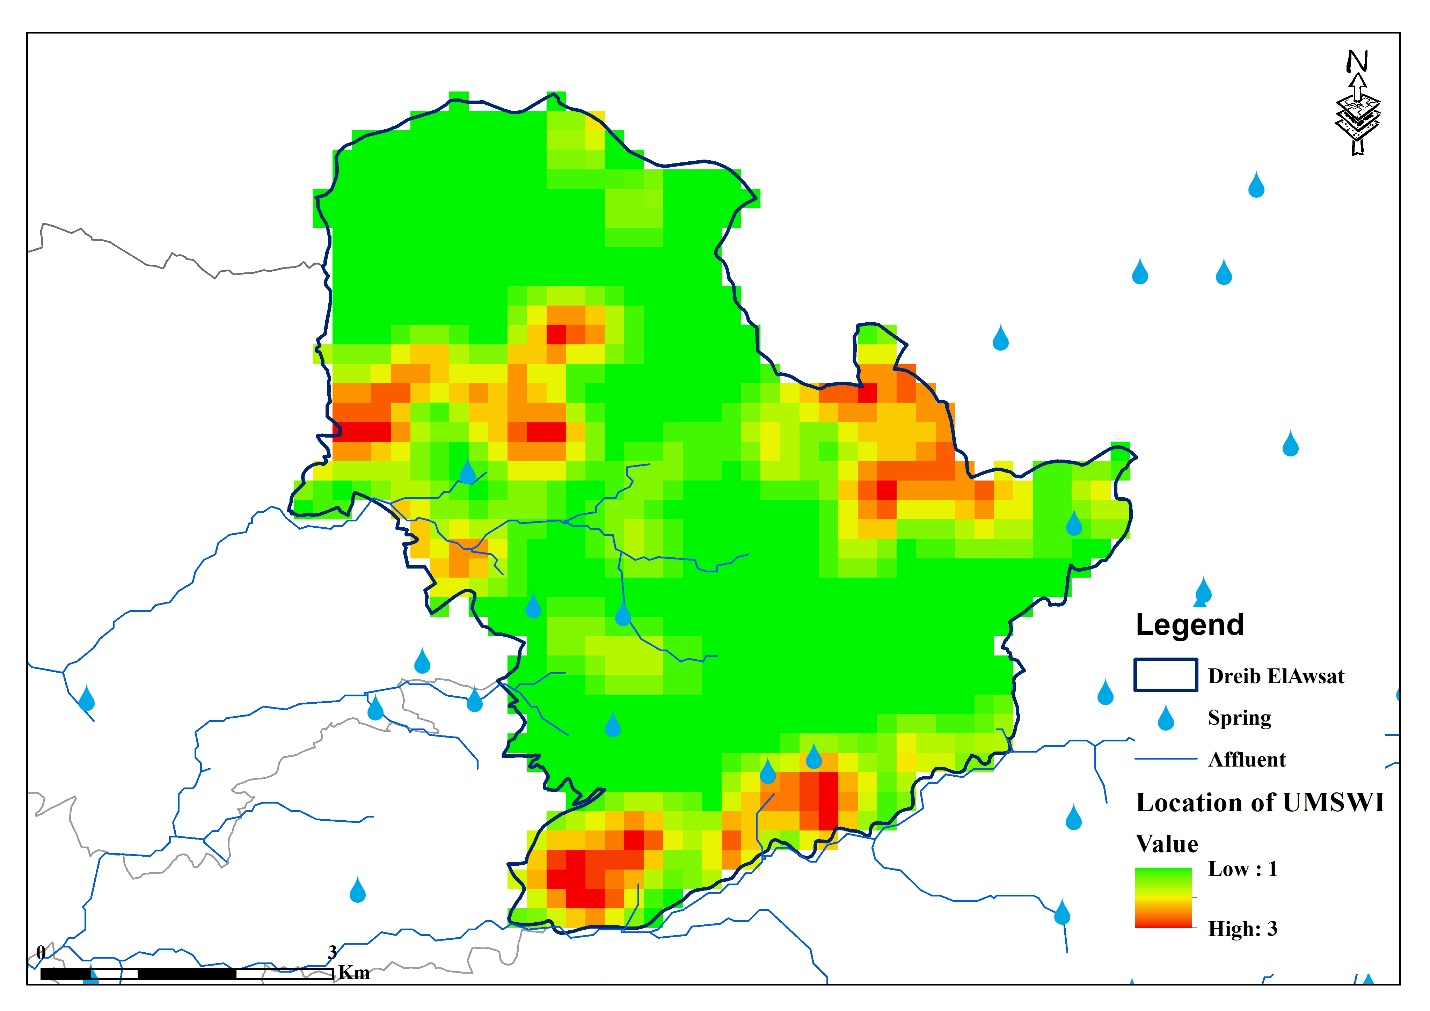 N
Legend
Dreib ElAwsat
Spring
Affluent
Location of UMSWI
Value
Low : 1
High: 3
0 3
Km